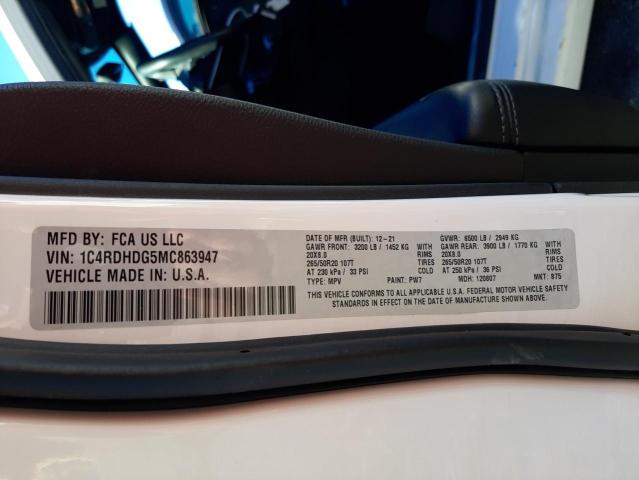 MFD BY: FCA US LLC
VIN: 1C4RDHDG5MC863947
VEHICLE MADE IN: U.S.A.
DATE OF MFR (BUILT): 12-21 GVWR: 6500 LB / 2949 KG
GAWR FRONT: 3200 LB / 1452 KG WITH GAWR REAR: 3900 LB / 1770 KG WITH
20X8.0 RIMS 20X8.0 RIMS
265/50R20 107T TIRES 265/50R20 107T TIRES
AT 230 kPa / 33 PSI COLD AT 250 kPa / 36 PSI COLD
TYPE: MPV PAINT: PW7 MDH: 120807 MKT: 875
THIS VEHICLE CONFORMS TO ALL APPLICABLE U.S.A. FEDERAL MOTOR VEHICLE SAFETY
STANDARDS IN EFFECT ON THE DATE OF MANUFACTURE SHOWN ABOVE.